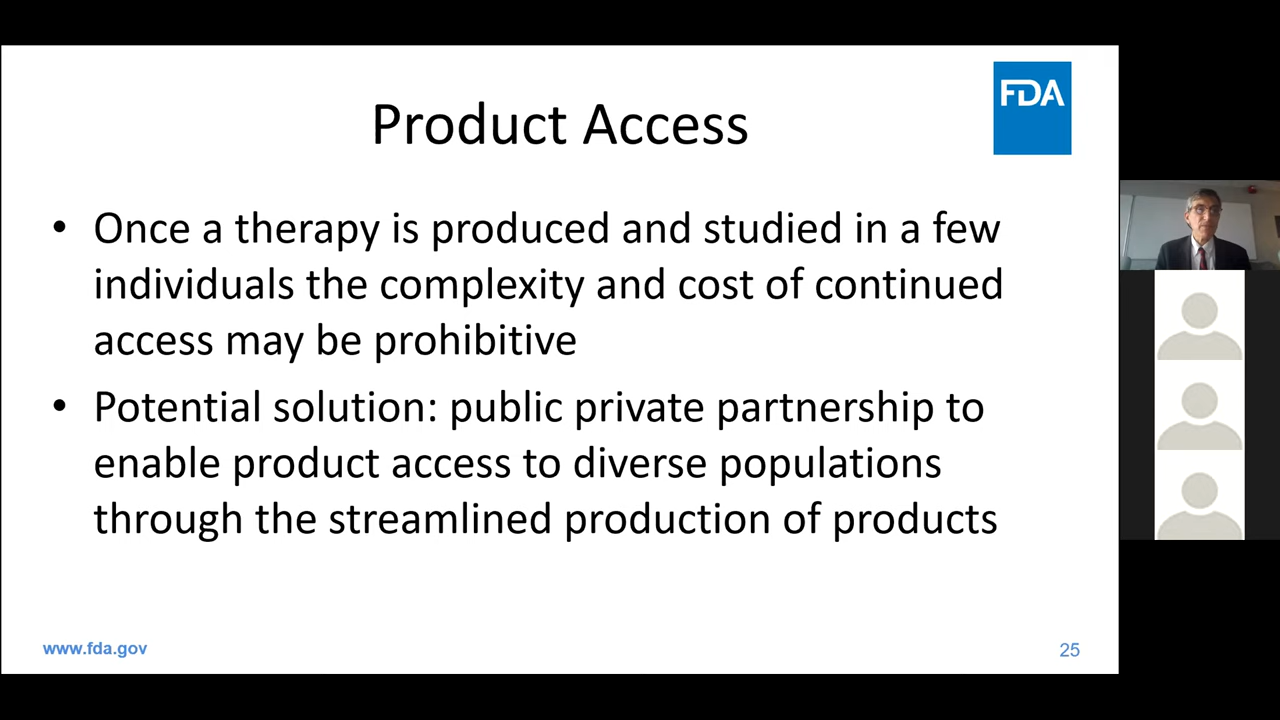 FDA
Product Access
• Once a therapy is produced and studied in a few
individuals the complexity and cost of continued
access may be prohibitive
• Potential solution: public private partnership to
enable product access to diverse populations
through the streamlined production of products
www.fda.gov
25